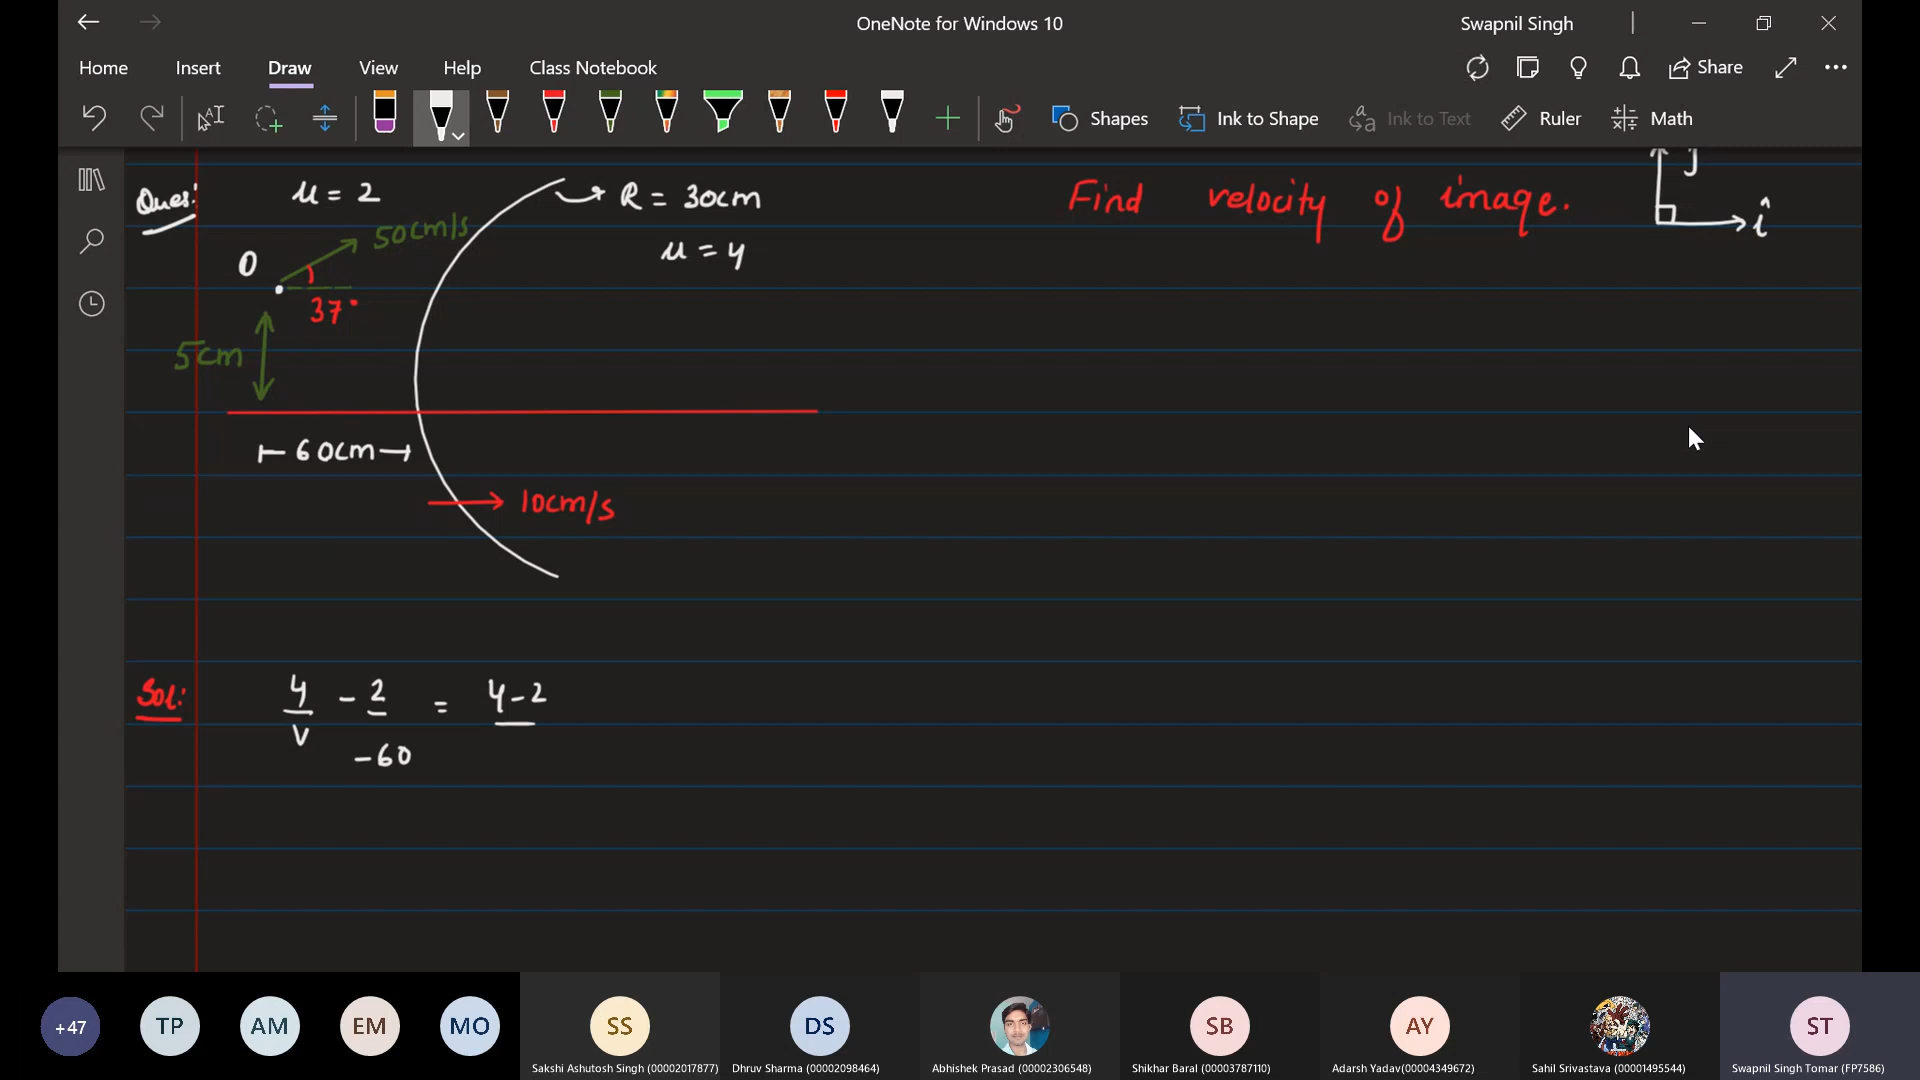 OneNote for Windows 10
Swapnil Singh
Home Insert Draw View Help Class Notebook
Share
Shapes Ink to Shape Ink to Text Ruler Math
Ques:
μ = 2
R = 30cm
μ = 4
Find velocity of image.
ĵ
î
50cm/s
O
37°
5cm
60cm
10cm/s
Sol:
4/v - 2/-60 = 4-2
+47 TP AM EM MO SS DS SB AY ST
Sakshi Ashutosh Singh (00002017877) Dhruv Sharma (00002098464) Abhishek Prasad (00002306548) Shikhar Baral (00003787110) Adarsh Yadav(00004349672) Sahil Srivastava (00001495544) Swapnil Singh Tomar (FP7586)